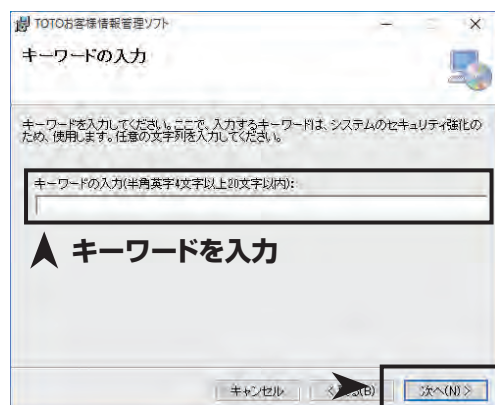 TOTOお客様情報管理ソフト
キーワードの入力
キーワードを入力してください。ここで、入力するキーワードは、システムのセキュリティ強化の
ため、使用します。任意の文字列を入力してください。
キーワードの入力(半角英字4文字以上20文字以内):
キーワードを入力
キャンセル
(B)
次へ(N) >